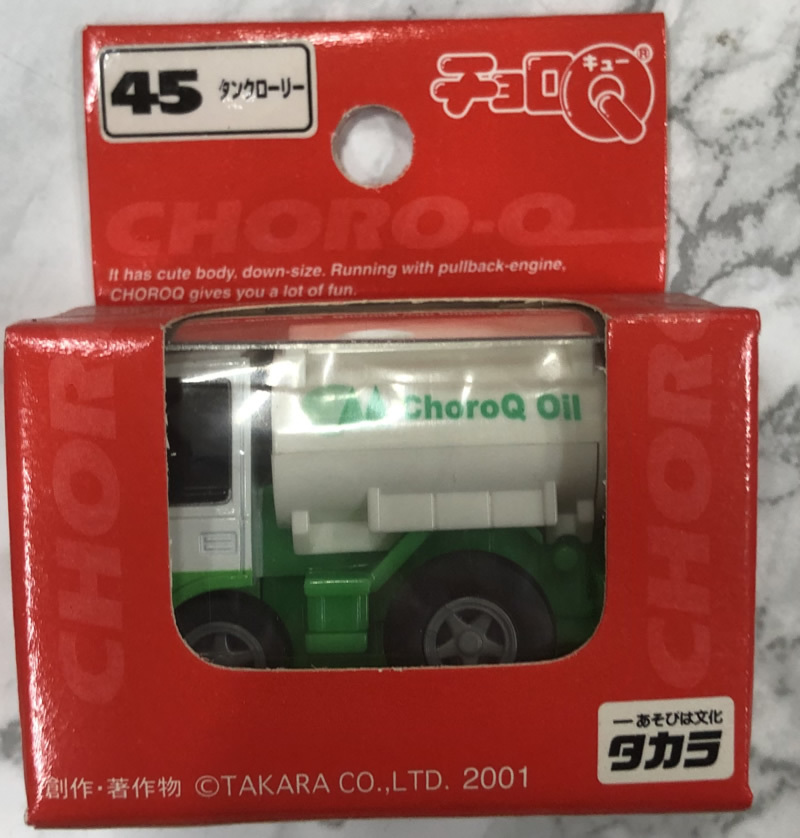 45 タンクローリー
チョロQ キュー ®
CHORO-Q
It has cute body, down-size. Running with pullback-engine,
CHOROQ gives you a lot of fun.
CHOR
CHORO
ChoroQ Oil
一あそびは文化
タカラ
創作・著作物 ©TAKARA CO.,LTD. 2001